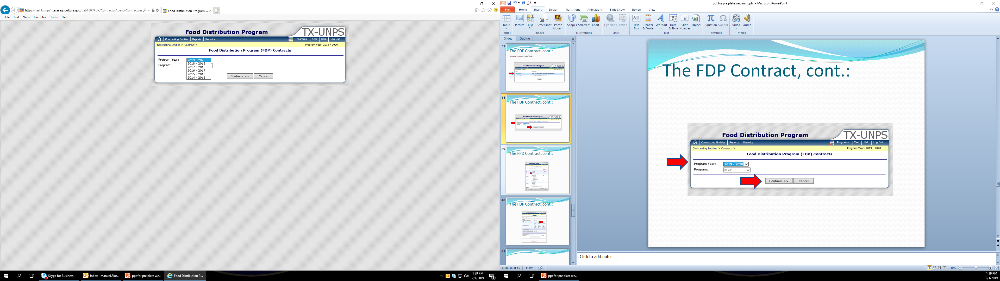 https://test.txunps1.texasagriculture.gov/uat/FDP/FDP/Contracts/AgencyContractSea
Food Distribution Program ...
File Edit View Favorites Tools Help
Food Distribution Program
TX-UNPS
Contracting Entities | Reports | Security
Programs | Year | Help | Log Out
Contracting Entities > Contract >
Program Year: 2019 - 2020
Food Distribution Program (FDP) Contracts
Program Year:
2019 - 2020
2018 - 2019
2017 - 2018
2016 - 2017
2015 - 2016
2014 - 2015
Program:
Continue >> Cancel
ppt for pre plate webinar.pptx - Microsoft PowerPoint
File Home Insert Design Transitions Animations Slide Show Review View
Table Picture Clip Art Screenshot Photo Album Shapes SmartArt Chart Hyperlink Action Text Box Header & Footer WordArt Date & Time Slide Number Object Equation Symbol Video Audio
Tables Images Illustrations Links Text Symbols Media
Slides Outline
37
The FDP Contract, cont.:
38
The FDP Contract, cont.:
Food Distribution Program
TX-UNPS
39
The FPD Contract, cont.:
40
The FDP Contract, cont.:
41
The FDP Contract, cont.:
Food Distribution Program
TX-UNPS
Contracting Entities | Reports | Security
Programs | Year | Help | Log Out
Contracting Entities > Contract >
Program Year: 2019 - 2020
Food Distribution Program (FDP) Contracts
Program Year: 2019 - 2020
Program: NSLP
Continue >> Cancel
Click to add notes
Slide 38 of 50 "Flow"
110%
Skype for Business
Inbox - Manuel.Flor...
ppt for pre plate we...
Food Distribution P...
1:39 PM
2/1/2019
ppt for pre plate we...
1:39 PM
2/1/2019